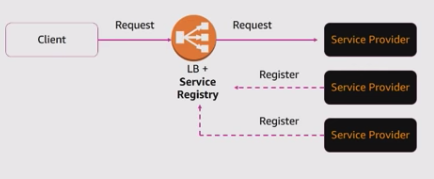 Client
Request
LB +
Service
Registry
Request
Service Provider
Register
Service Provider
Register
Service Provider